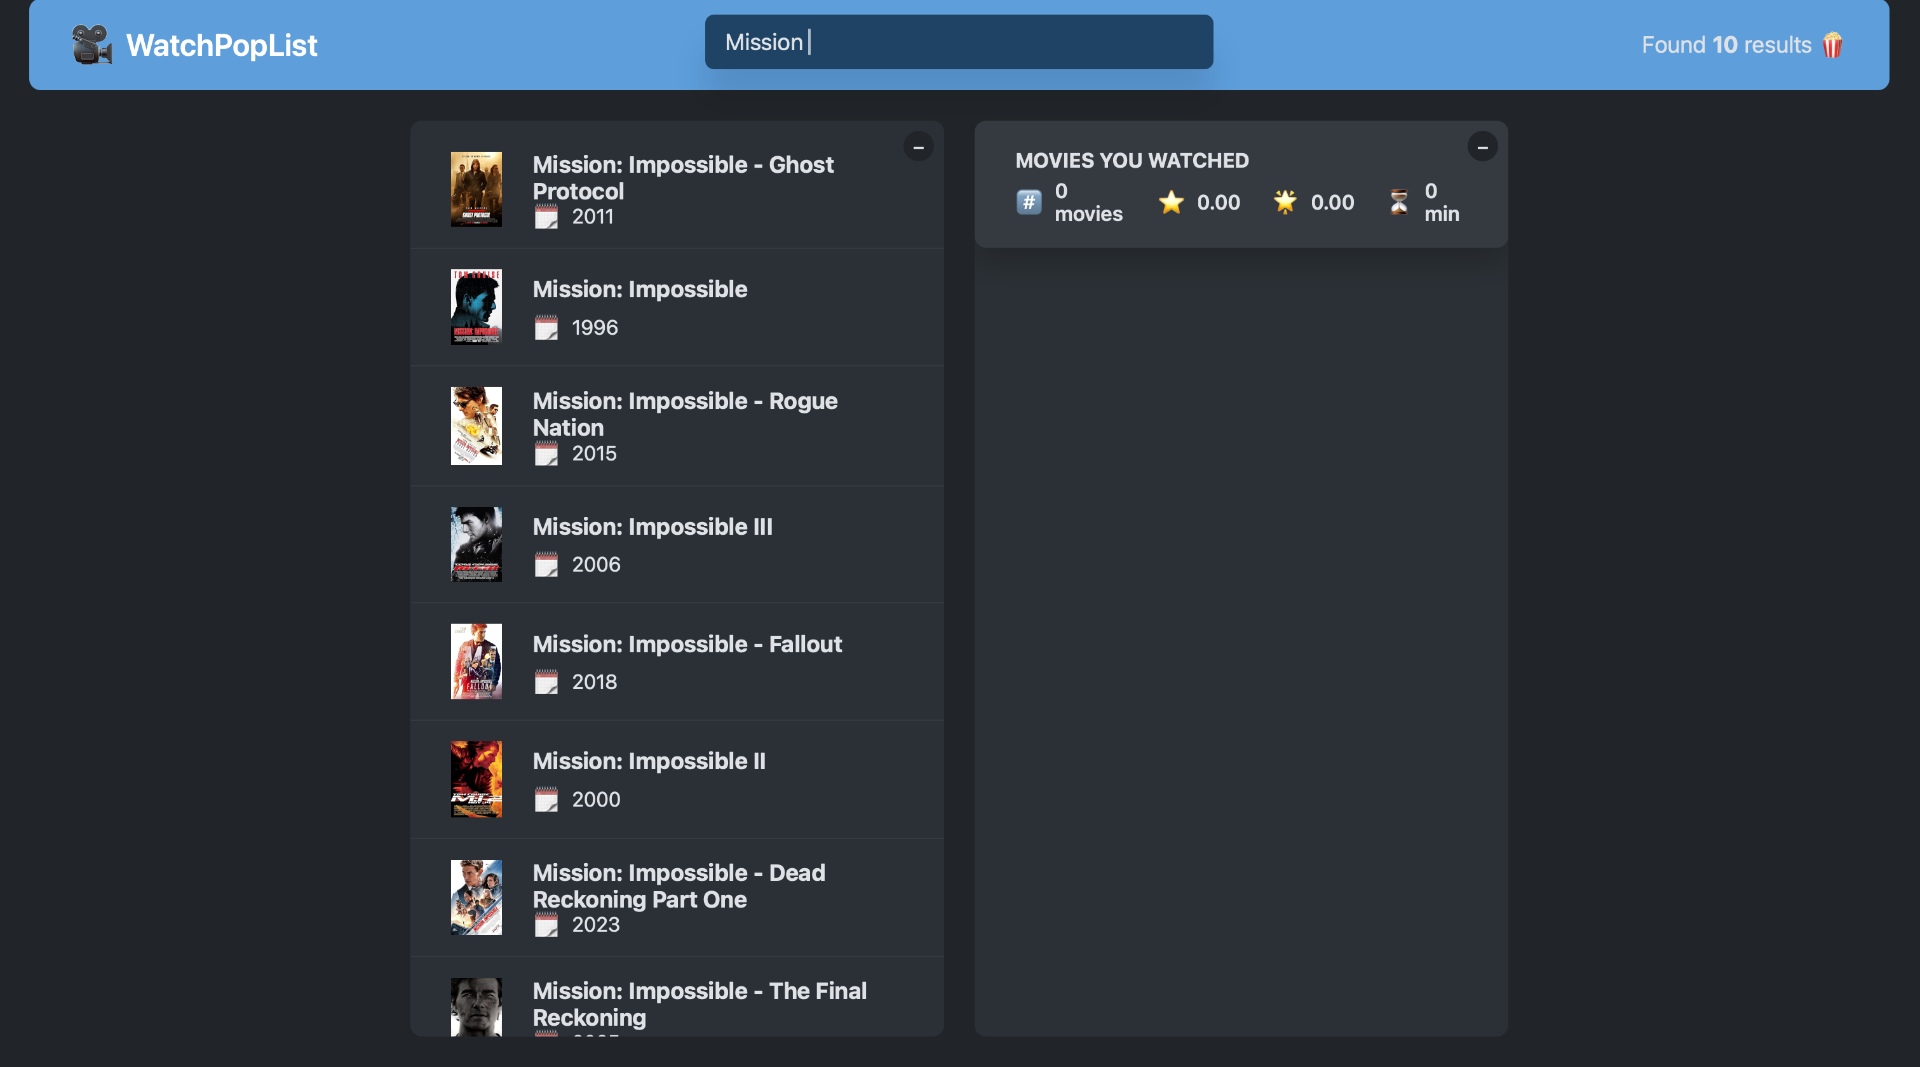 WatchPopList
Mission
Found 10 results
Mission: Impossible - Ghost
Protocol
2011
Mission: Impossible
1996
Mission: Impossible - Rogue
Nation
2015
Mission: Impossible III
2006
Mission: Impossible - Fallout
2018
Mission: Impossible II
2000
Mission: Impossible - Dead
Reckoning Part One
2023
Mission: Impossible - The Final
Reckoning
MOVIES YOU WATCHED
# 0
movies
0.00
0.00
0
min